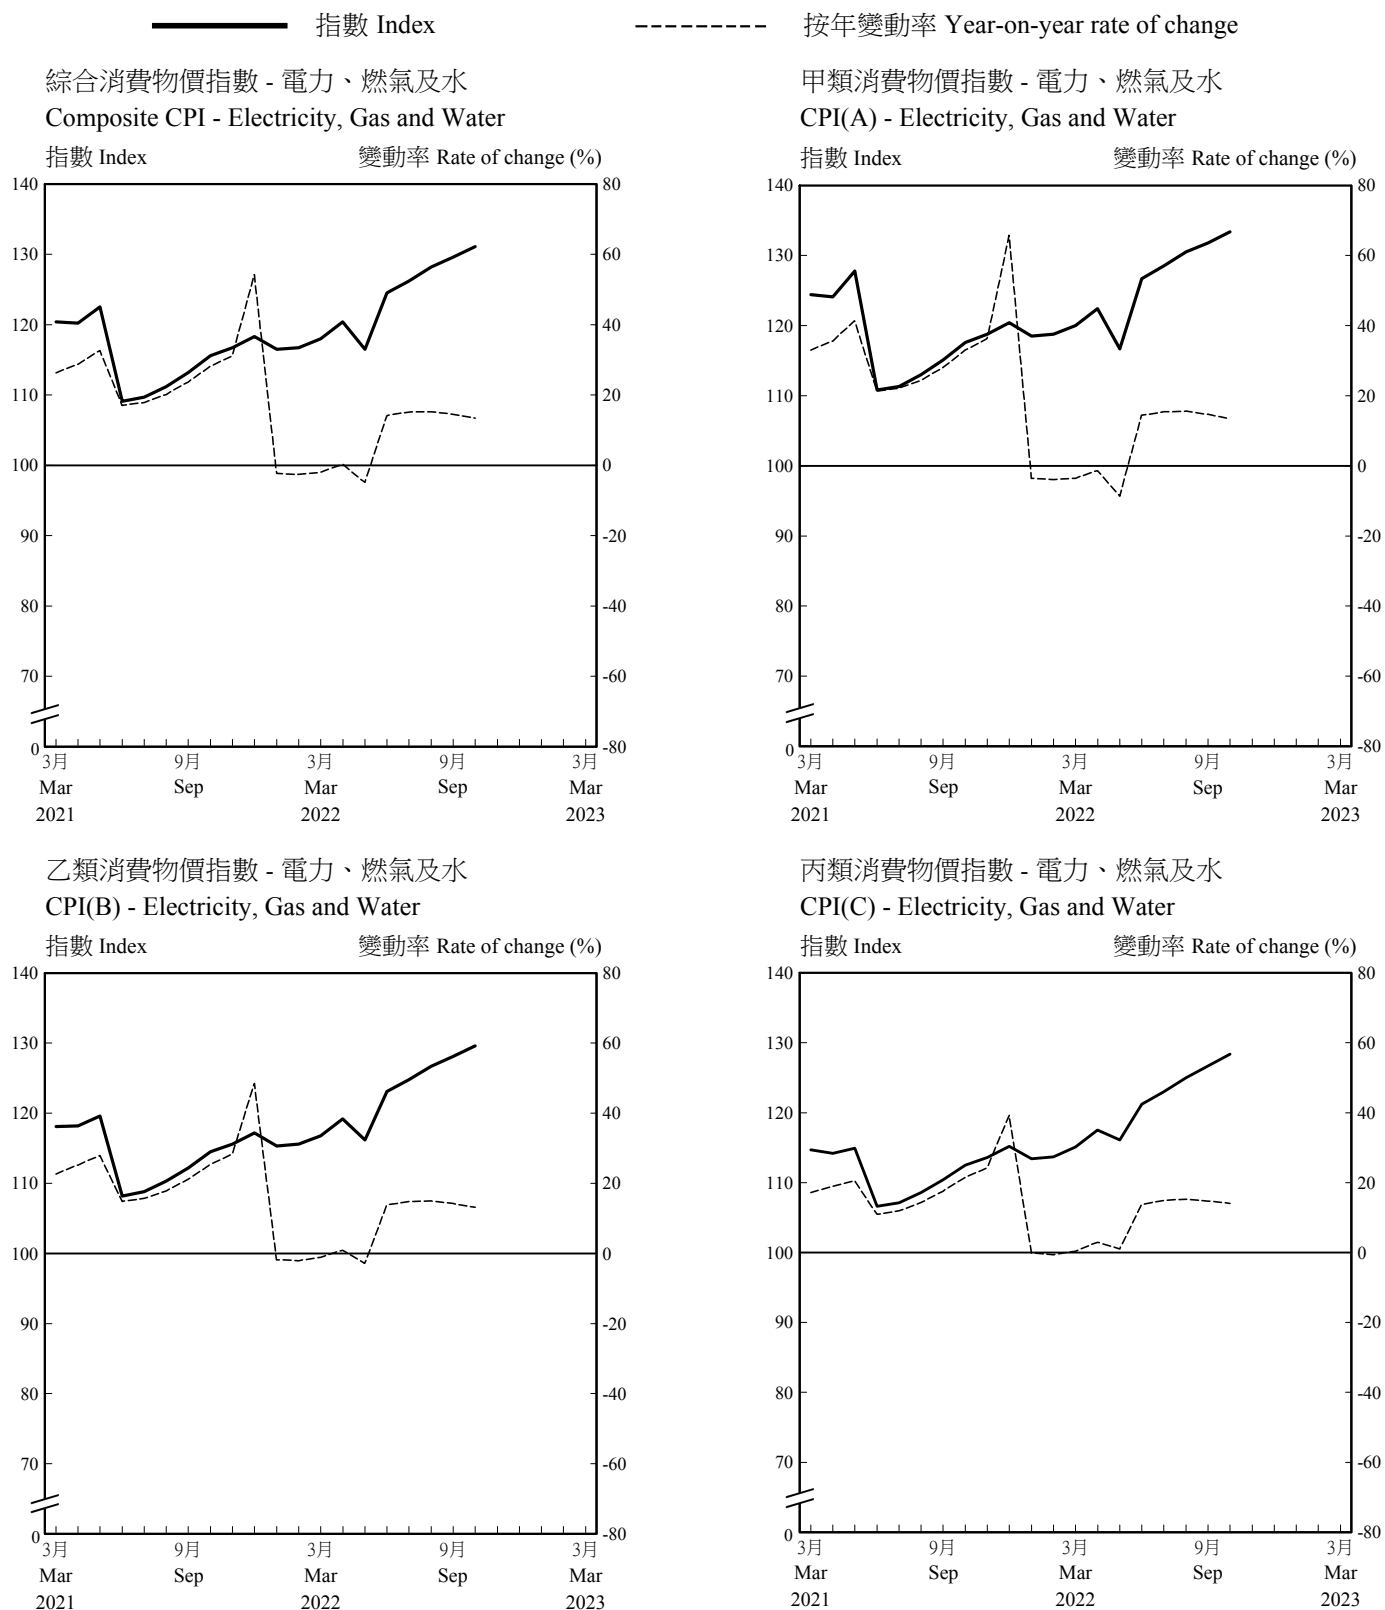 指數 Index
按年變動率 Year-on-year rate of change
綜合消費物價指數 - 電力、燃氣及水
Composite CPI - Electricity, Gas and Water
指數 Index 變動率 Rate of change (%)
140 80
130 60
120 40
110 20
100 0
90 -20
80 -40
70 -60
0 -80
3月 9月 3月 9月 3月
Mar Sep Mar Sep Mar
2021 2022 2023
甲類消費物價指數 - 電力、燃氣及水
CPI(A) - Electricity, Gas and Water
指數 Index 變動率 Rate of change (%)
140 80
130 60
120 40
110 20
100 0
90 -20
80 -40
70 -60
0 -80
3月 9月 3月 9月 3月
Mar Sep Mar Sep Mar
2021 2022 2023
乙類消費物價指數 - 電力、燃氣及水
CPI(B) - Electricity, Gas and Water
指數 Index 變動率 Rate of change (%)
140 80
130 60
120 40
110 20
100 0
90 -20
80 -40
70 -60
0 -80
3月 9月 3月 9月 3月
Mar Sep Mar Sep Mar
2021 2022 2023
丙類消費物價指數 - 電力、燃氣及水
CPI(C) - Electricity, Gas and Water
指數 Index 變動率 Rate of change (%)
140 80
130 60
120 40
110 20
100 0
90 -20
80 -40
70 -60
0 -80
3月 9月 3月 9月 3月
Mar Sep Mar Sep Mar
2021 2022 2023